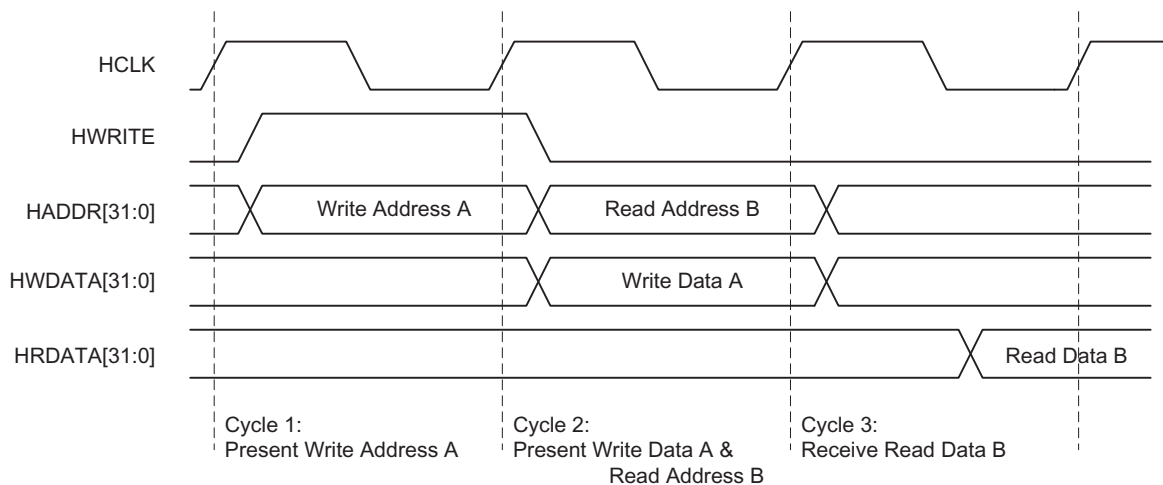 HCLK
HWRITE
HADDR[31:0] Write Address A Read Address B
HWDATA[31:0] Write Data A
HRDATA[31:0] Read Data B
Cycle 1:
Present Write Address A
Cycle 2:
Present Write Data A &
Read Address B
Cycle 3:
Receive Read Data B